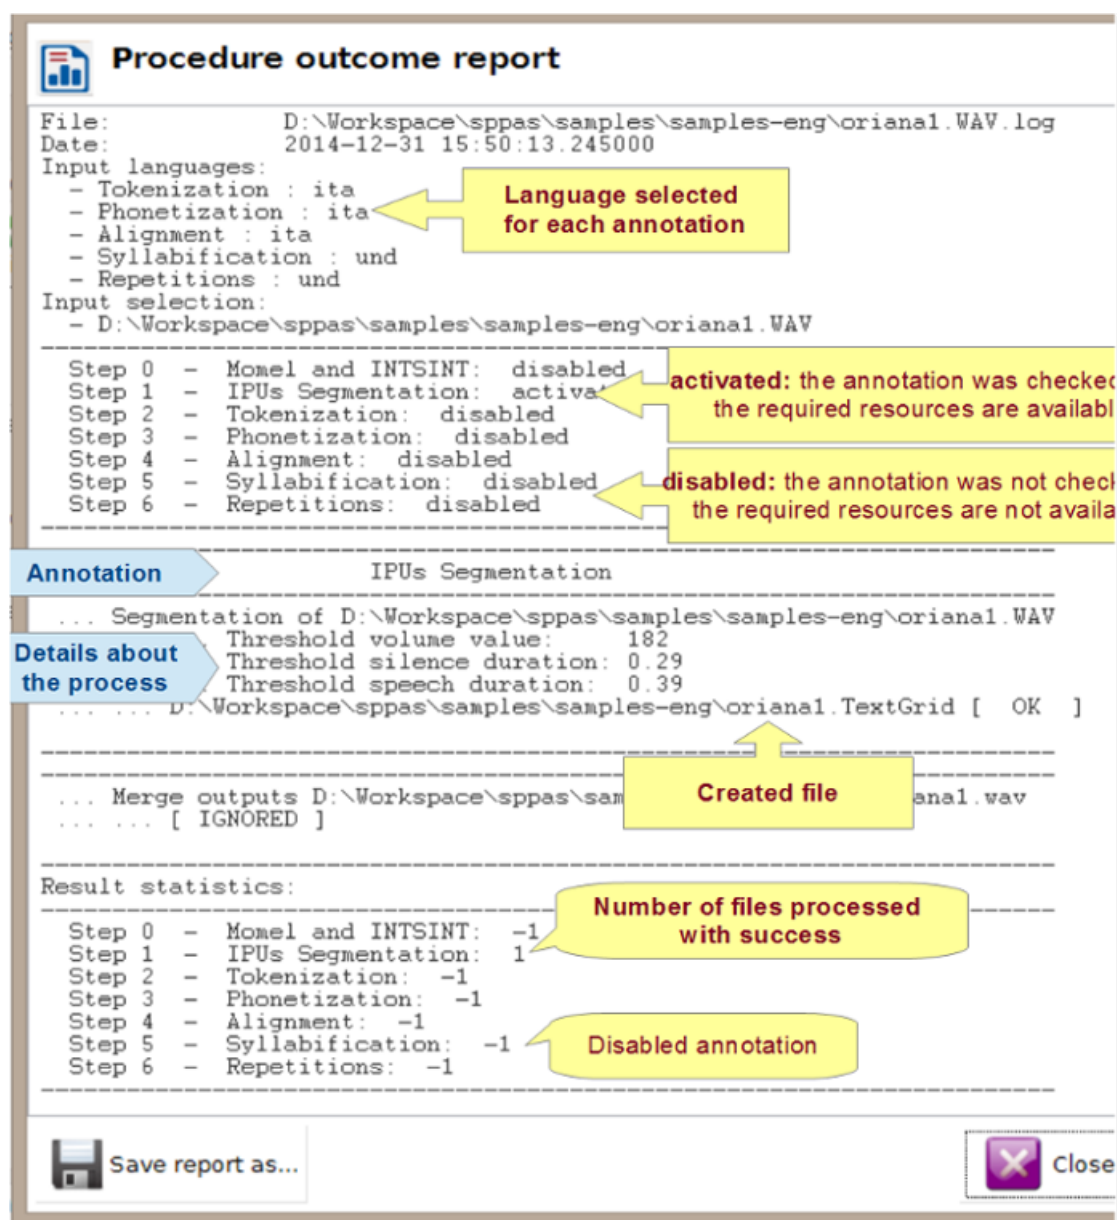 Procedure outcome report
File: D:\Workspace\sppas\samples\samples-eng\oriana1.WAV.log
Date: 2014-12-31 15:50:13.245000
Input languages:
- Tokenization : ita
- Phonetization : ita
- Alignment : ita
- Syllabification : und
- Repetitions : und
Language selected
for each annotation
Input selection:
- D:\Workspace\sppas\samples\samples-eng\oriana1.WAV
Step 0 - Momel and INTSINT: disabled
Step 1 - IPUs Segmentation: activat
Step 2 - Tokenization: disabled
Step 3 - Phonetization: disabled
Step 4 - Alignment: disabled
Step 5 - Syllabification: disabled
Step 6 - Repetitions: disabled
activated: the annotation was checked
the required resources are availabl
disabled: the annotation was not check
the required resources are not availa
Annotation
IPUs Segmentation
... Segmentation of D:\Workspace\sppas\samples\samples-eng\oriana1.WAV
Details about
the process
. Threshold volume value: 182
. Threshold silence duration: 0.29
. Threshold speech duration: 0.39
... ... D:\Workspace\sppas\samples\samples-eng\oriana1.TextGrid [ OK ]
Created file
... Merge outputs D:\Workspace\sppas\sam ana1.wav
... ... [ IGNORED ]
Result statistics:
Number of files processed
with success
Step 0 - Momel and INTSINT: -1
Step 1 - IPUs Segmentation: 1
Step 2 - Tokenization: -1
Step 3 - Phonetization: -1
Step 4 - Alignment: -1
Step 5 - Syllabification: -1
Step 6 - Repetitions: -1
Disabled annotation
Save report as...
Close